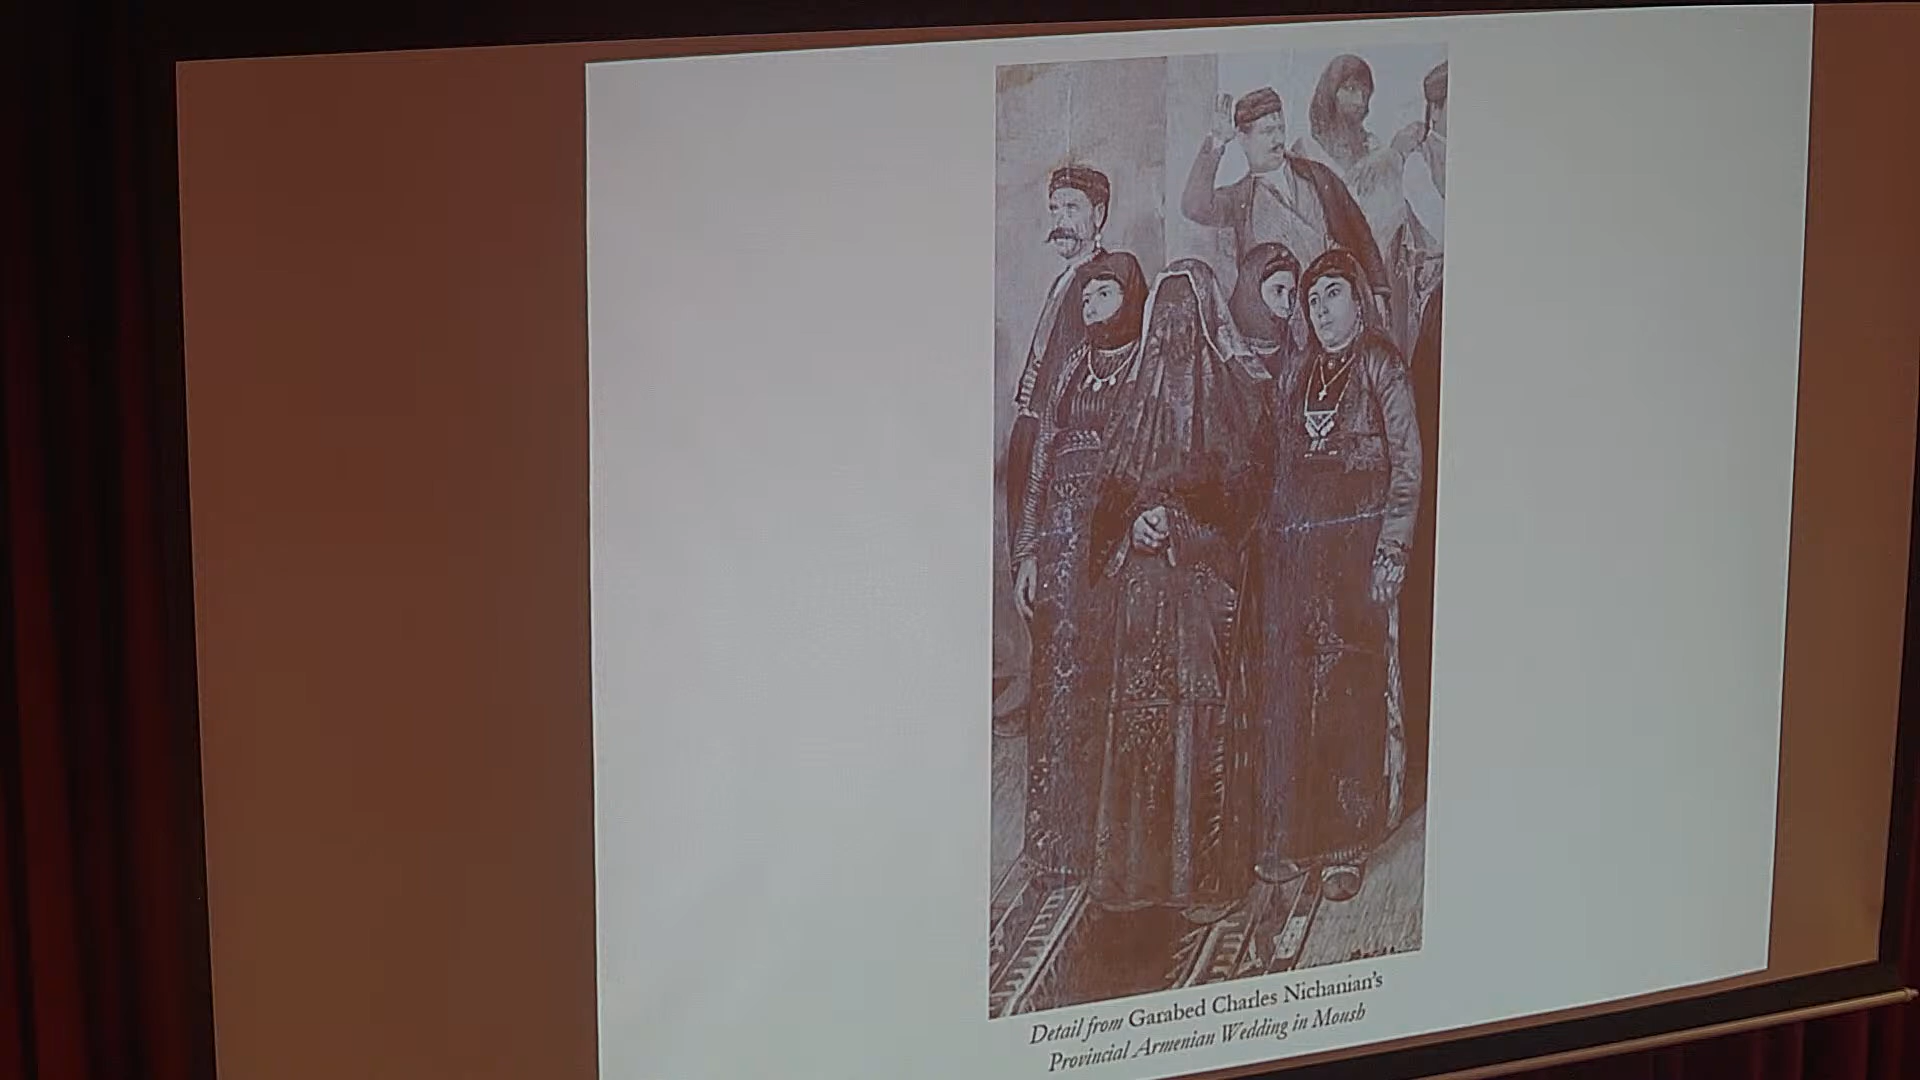 Detail from Garabed Charles Nichanian's
Provincial Armenian Wedding in Moush